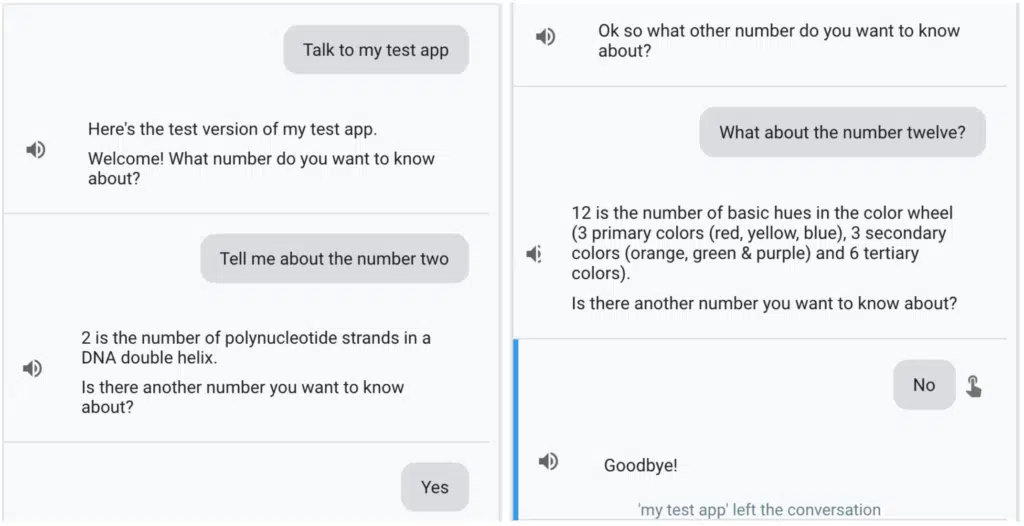 Talk to my test app
Here's the test version of my test app.
Welcome! What number do you want to know
about?
Tell me about the number two
2 is the number of polynucleotide strands in a
DNA double helix.
Is there another number you want to know
about?
Yes
Ok so what other number do you want to know
about?
What about the number twelve?
12 is the number of basic hues in the color wheel
(3 primary colors (red, yellow, blue), 3 secondary
colors (orange, green & purple) and 6 tertiary
colors).
Is there another number you want to know about?
No
Goodbye!
'my test app' left the conversation